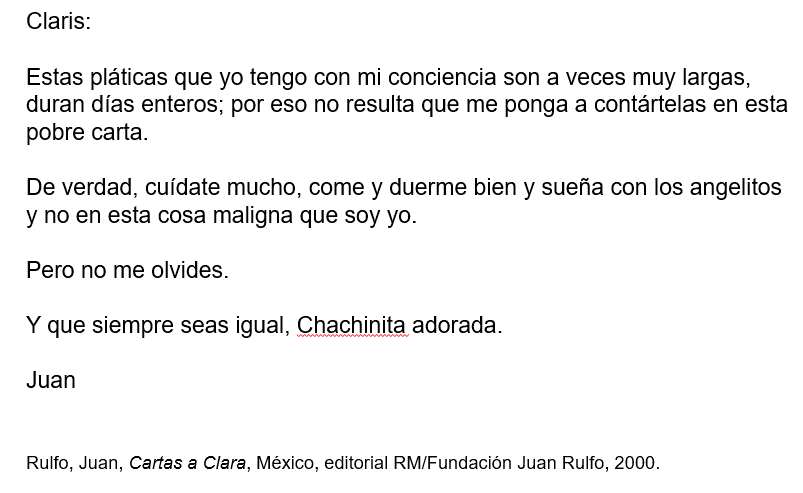 Claris:
Estas pláticas que yo tengo con mi conciencia son a veces muy largas,
duran días enteros; por eso no resulta que me ponga a contártelas en esta
pobre carta.
De verdad, cuídate mucho, come y duerme bien y sueña con los angelitos
y no en esta cosa maligna que soy yo.
Pero no me olvides.
Y que siempre seas igual, Chachinita adorada.
Juan
Rulfo, Juan, Cartas a Clara, México, editorial RM/Fundación Juan Rulfo, 2000.